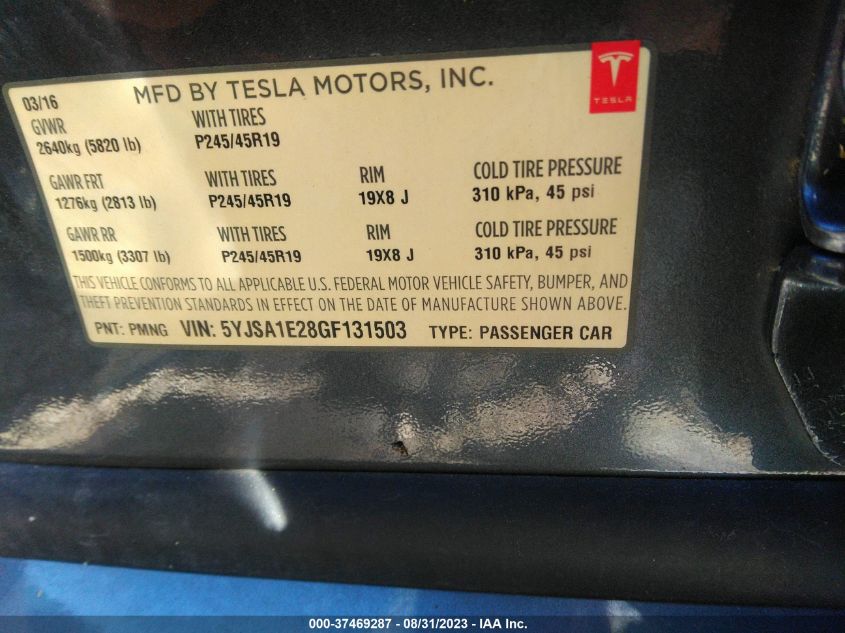 03/16 MFD BY TESLA MOTORS, INC.
TESLA
GVWR WITH TIRES
2640kg (5820 lb) P245/45R19
GAWR FRT WITH TIRES RIM COLD TIRE PRESSURE
1276kg (2813 lb) P245/45R19 19X8 J 310 kPa, 45 psi
GAWR RR WITH TIRES RIM COLD TIRE PRESSURE
1500kg (3307 lb) P245/45R19 19X8 J 310 kPa, 45 psi
THIS VEHICLE CONFORMS TO ALL APPLICABLE U.S. FEDERAL MOTOR VEHICLE SAFETY, BUMPER, AND
THEFT PREVENTION STANDARDS IN EFFECT ON THE DATE OF MANUFACTURE SHOWN ABOVE.
PNT: PMNG VIN: 5YJSA1E28GF131503 TYPE: PASSENGER CAR
000-37469287 - 08/31/2023 - IAA Inc.